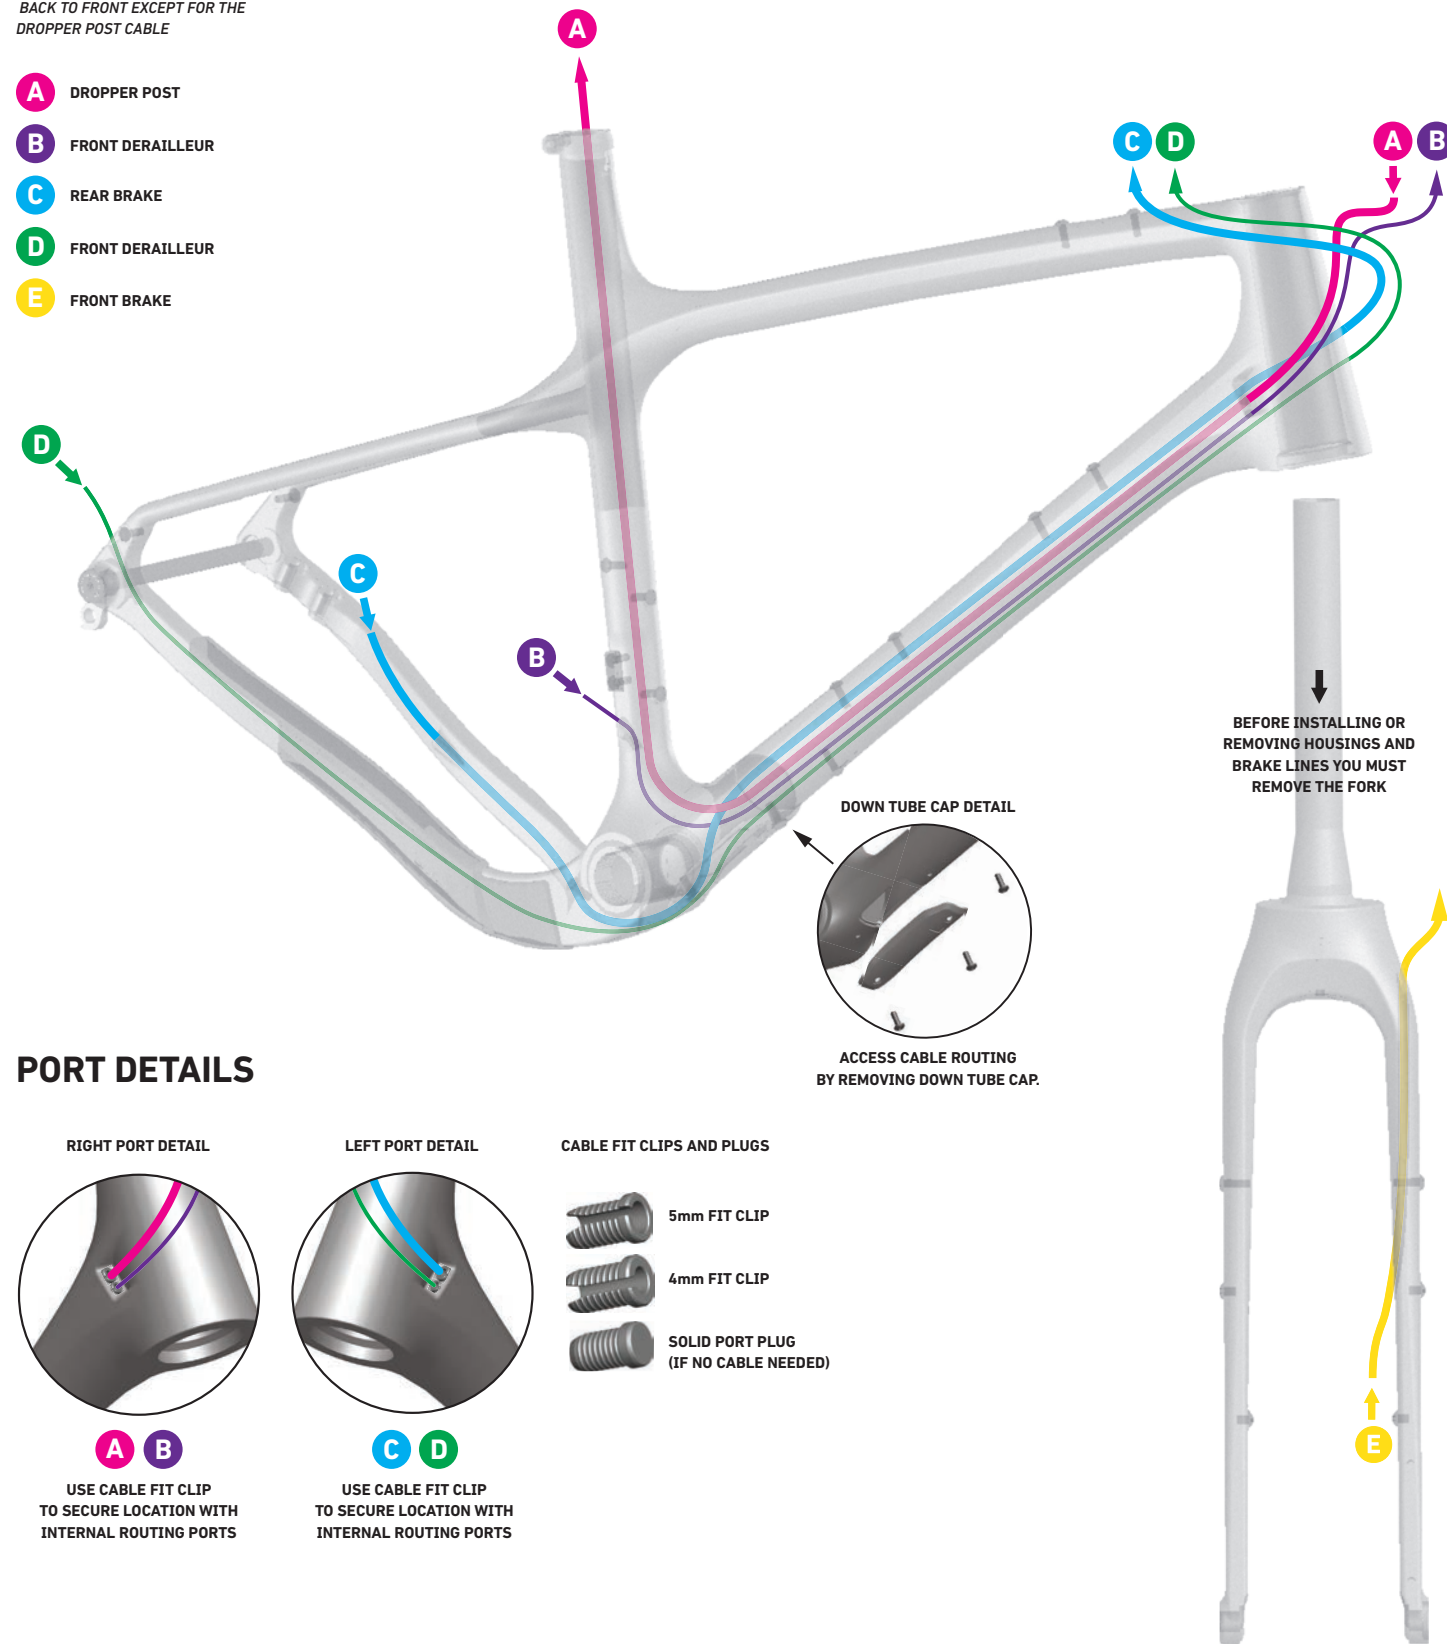 BACK TO FRONT EXCEPT FOR THE
DROPPER POST CABLE
A DROPPER POST
B FRONT DERAILLEUR
C REAR BRAKE
D FRONT DERAILLEUR
E FRONT BRAKE
A
C D A B
D
C
B
BEFORE INSTALLING OR
REMOVING HOUSINGS AND
BRAKE LINES YOU MUST
REMOVE THE FORK
DOWN TUBE CAP DETAIL
ACCESS CABLE ROUTING
BY REMOVING DOWN TUBE CAP.
E
PORT DETAILS
RIGHT PORT DETAIL
A B
USE CABLE FIT CLIP
TO SECURE LOCATION WITH
INTERNAL ROUTING PORTS
LEFT PORT DETAIL
C D
USE CABLE FIT CLIP
TO SECURE LOCATION WITH
INTERNAL ROUTING PORTS
CABLE FIT CLIPS AND PLUGS
5mm FIT CLIP
4mm FIT CLIP
SOLID PORT PLUG
(IF NO CABLE NEEDED)